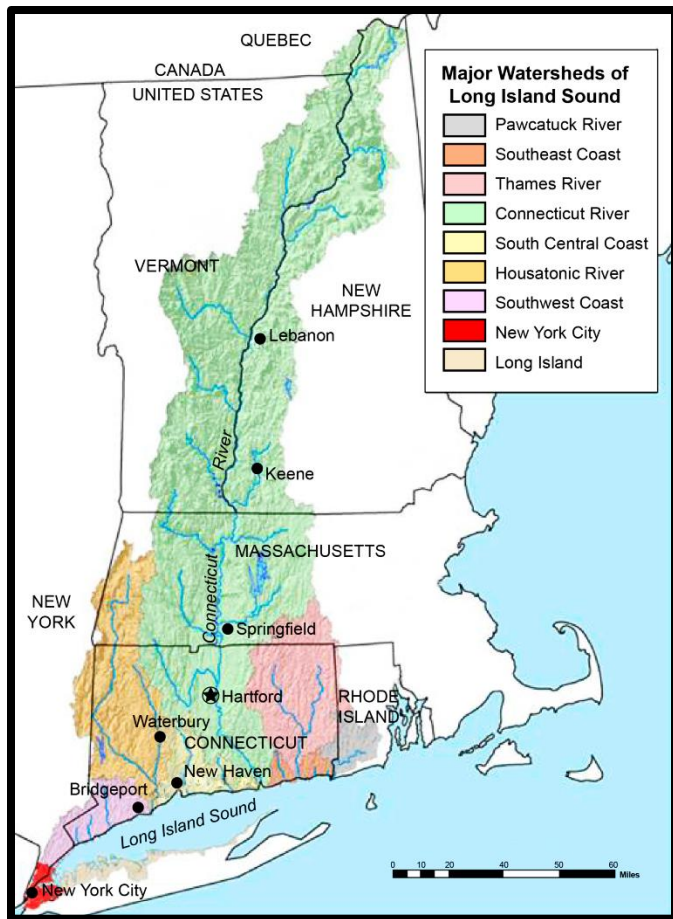 QUEBEC
CANADA
UNITED STATES
Major Watersheds of
Long Island Sound
Pawcatuck River
Southeast Coast
Thames River
Connecticut River
South Central Coast
Housatonic River
Southwest Coast
New York City
Long Island
VERMONT
NEW
HAMPSHIRE
Lebanon
River
Keene
MASSACHUSETTS
Connecticut
NEW
YORK
Springfield
Hartford
RHODE
ISLAND
Waterbury
CONNECTICUT
New Haven
Bridgeport
Long Island Sound
0 5 10 20 30 40 50 60
Miles
New York City